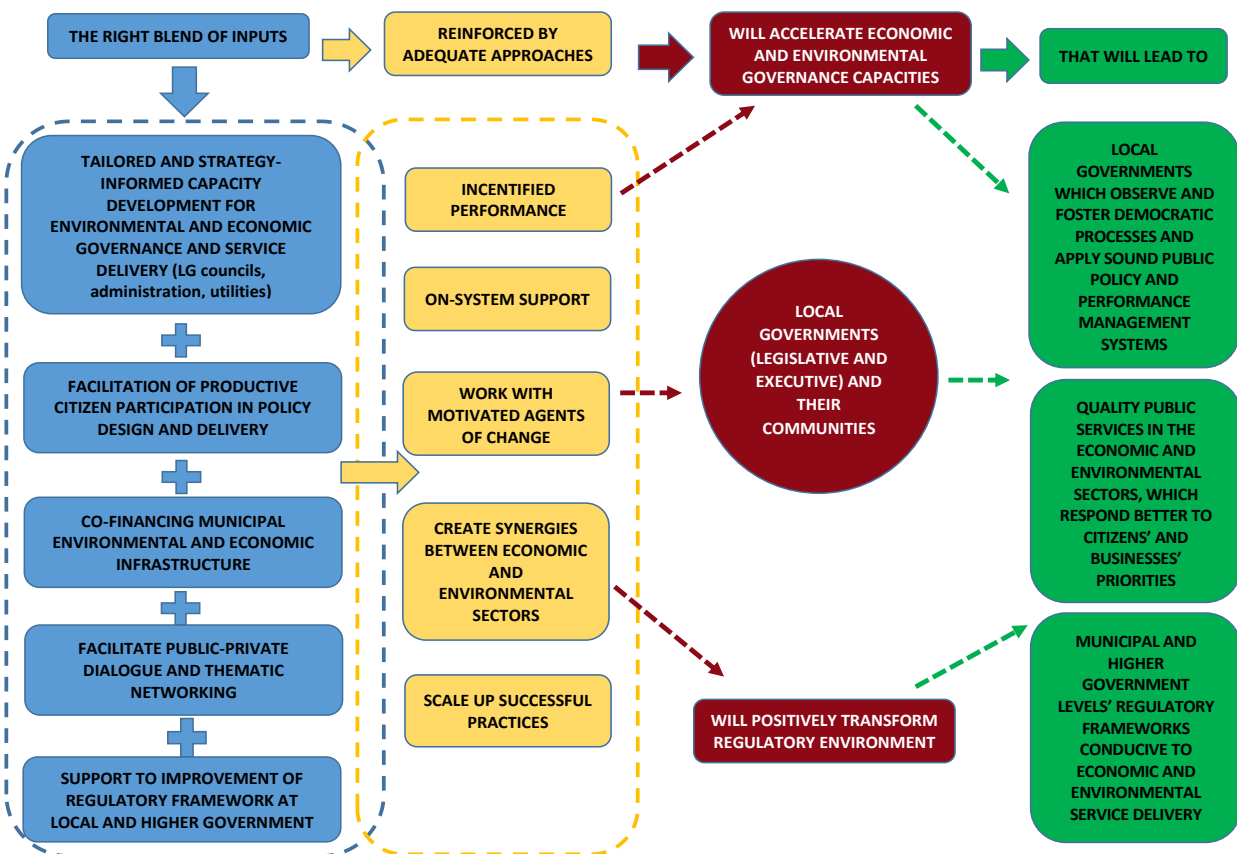 THE RIGHT BLEND OF INPUTS
REINFORCED BY
ADEQUATE APPROACHES
WILL ACCELERATE ECONOMIC
AND ENVIRONMENTAL
GOVERNANCE CAPACITIES
THAT WILL LEAD TO
TAILORED AND STRATEGY-
INFORMED CAPACITY
DEVELOPMENT FOR
ENVIRONMENTAL AND ECONOMIC
GOVERNANCE AND SERVICE
DELIVERY (LG councils,
administration, utilities)
FACILITATION OF PRODUCTIVE
CITIZEN PARTICIPATION IN POLICY
DESIGN AND DELIVERY
CO-FINANCING MUNICIPAL
ENVIRONMENTAL AND ECONOMIC
INFRASTRUCTURE
FACILITATE PUBLIC-PRIVATE
DIALOGUE AND THEMATIC
NETWORKING
SUPPORT TO IMPROVEMENT OF
REGULATORY FRAMEWORK AT
LOCAL AND HIGHER GOVERNMENT
INCENTIFIED
PERFORMANCE
ON-SYSTEM SUPPORT
WORK WITH
MOTIVATED AGENTS
OF CHANGE
CREATE SYNERGIES
BETWEEN ECONOMIC
AND
ENVIRONMENTAL
SECTORS
SCALE UP SUCCESSFUL
PRACTICES
LOCAL
GOVERNMENTS
(LEGISLATIVE AND
EXECUTIVE) AND
THEIR
COMMUNITIES
WILL POSITIVELY TRANSFORM
REGULATORY ENVIRONMENT
LOCAL
GOVERNMENTS
WHICH OBSERVE AND
FOSTER DEMOCRATIC
PROCESSES AND
APPLY SOUND PUBLIC
POLICY AND
PERFORMANCE
MANAGEMENT
SYSTEMS
QUALITY PUBLIC
SERVICES IN THE
ECONOMIC AND
ENVIRONMENTAL
SECTORS, WHICH
RESPOND BETTER TO
CITIZENS’ AND
BUSINESSES’
PRIORITIES
MUNICIPAL AND
HIGHER
GOVERNMENT
LEVELS’ REGULATORY
FRAMEWORKS
CONDUCIVE TO
ECONOMIC AND
ENVIRONMENTAL
SERVICE DELIVERY